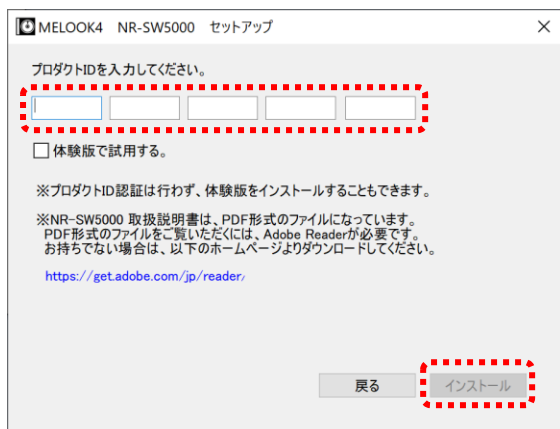 MELOOK4 NR-SW5000 セットアップ
プロダクトIDを入力してください。
体験版で試用する。
※プロダクトID認証は行わず、体験版をインストールすることもできます。
※NR-SW5000 取扱説明書は、PDF形式のファイルになっています。
PDF形式のファイルをご覧いただくには、Adobe Readerが必要です。
お持ちでない場合は、以下のホームページよりダウンロードしてください。
https://get.adobe.com/jp/reader/
戻る インストール